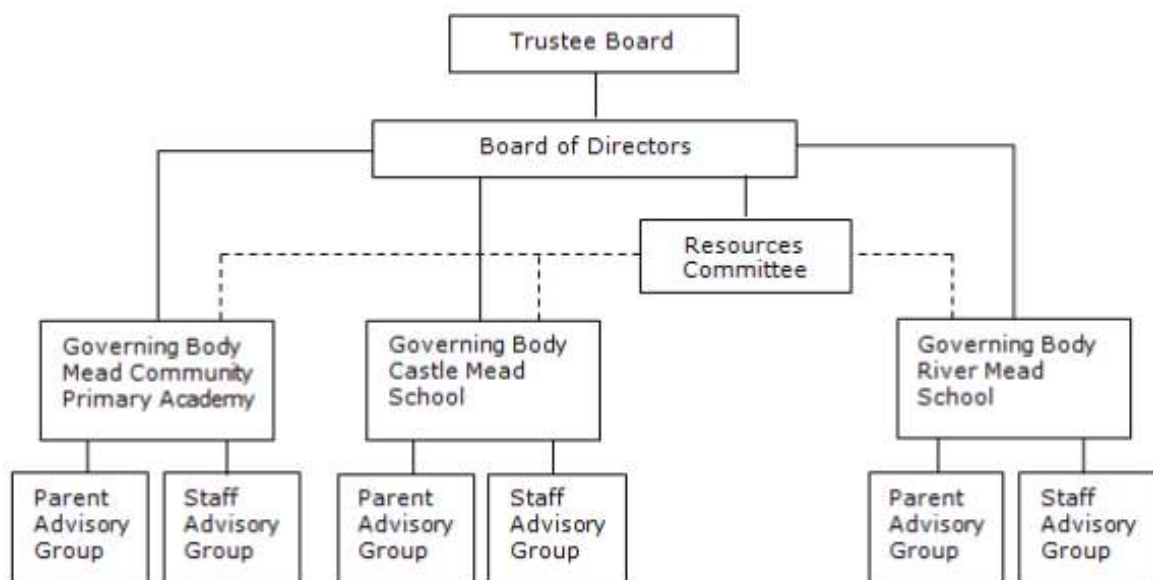 Trustee Board
Board of Directors
Resources
Committee
Governing Body
Mead Community
Primary Academy
Governing Body
Castle Mead
School
Governing Body
River Mead
School
Parent
Advisory
Group
Staff
Advisory
Group
Parent
Advisory
Group
Staff
Advisory
Group
Parent
Advisory
Group
Staff
Advisory
Group